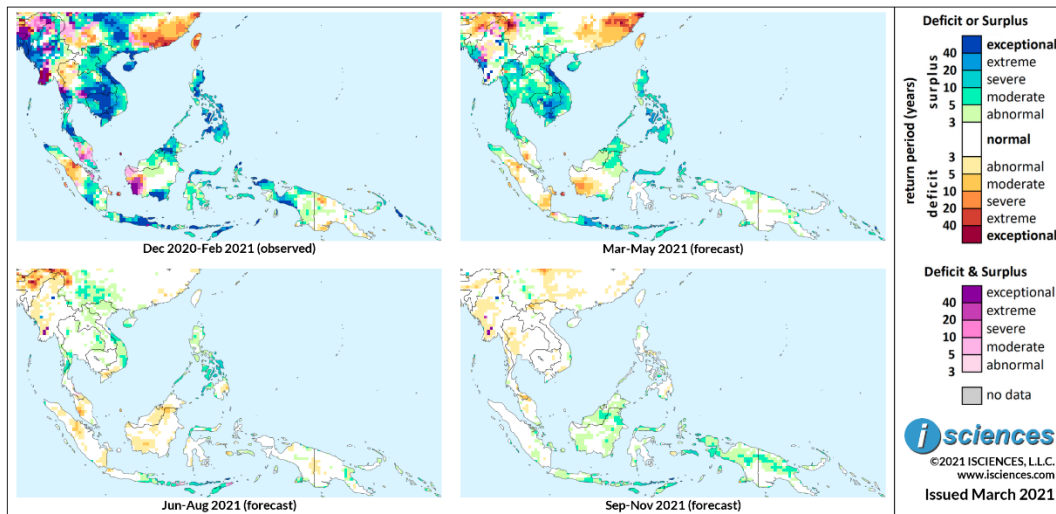 Dec 2020-Feb 2021 (observed)
Mar-May 2021 (forecast)
Jun-Aug 2021 (forecast)
Sep-Nov 2021 (forecast)
Deficit or Surplus
return period (years)
surplus
deficit
exceptional
40
extreme
20
severe
10
moderate
5
abnormal
3
normal
3
abnormal
5
moderate
10
severe
20
extreme
40
exceptional
Deficit & Surplus
exceptional
40
extreme
20
severe
10
moderate
5
abnormal
3
no data
i sciences
©2021 ISCIENCES, L.L.C.
www.isciences.com
Issued March 2021